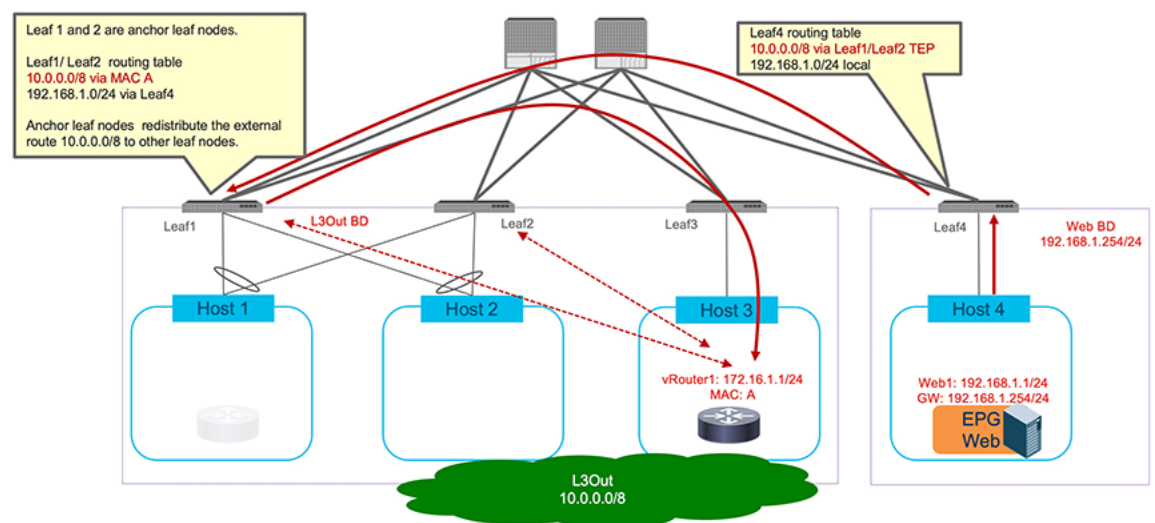 Leaf 1 and 2 are anchor leaf nodes.
Leaf1/ Leaf2 routing table
10.0.0.0/8 via MAC A
192.168.1.0/24 via Leaf4
Anchor leaf nodes redistribute the external
route 10.0.0.0/8 to other leaf nodes.
Leaf4 routing table
10.0.0.0/8 via Leaf1/Leaf2 TEP
192.168.1.0/24 local
Leaf1
L3Out BD
Leaf2
Leaf3
Leaf4
Web BD
192.168.1.254/24
Host 1
Host 2
Host 3
Host 4
vRouter1: 172.16.1.1/24
MAC: A
Web1: 192.168.1.1/24
GW: 192.168.1.254/24
EPG
Web
L3Out
10.0.0.0/8